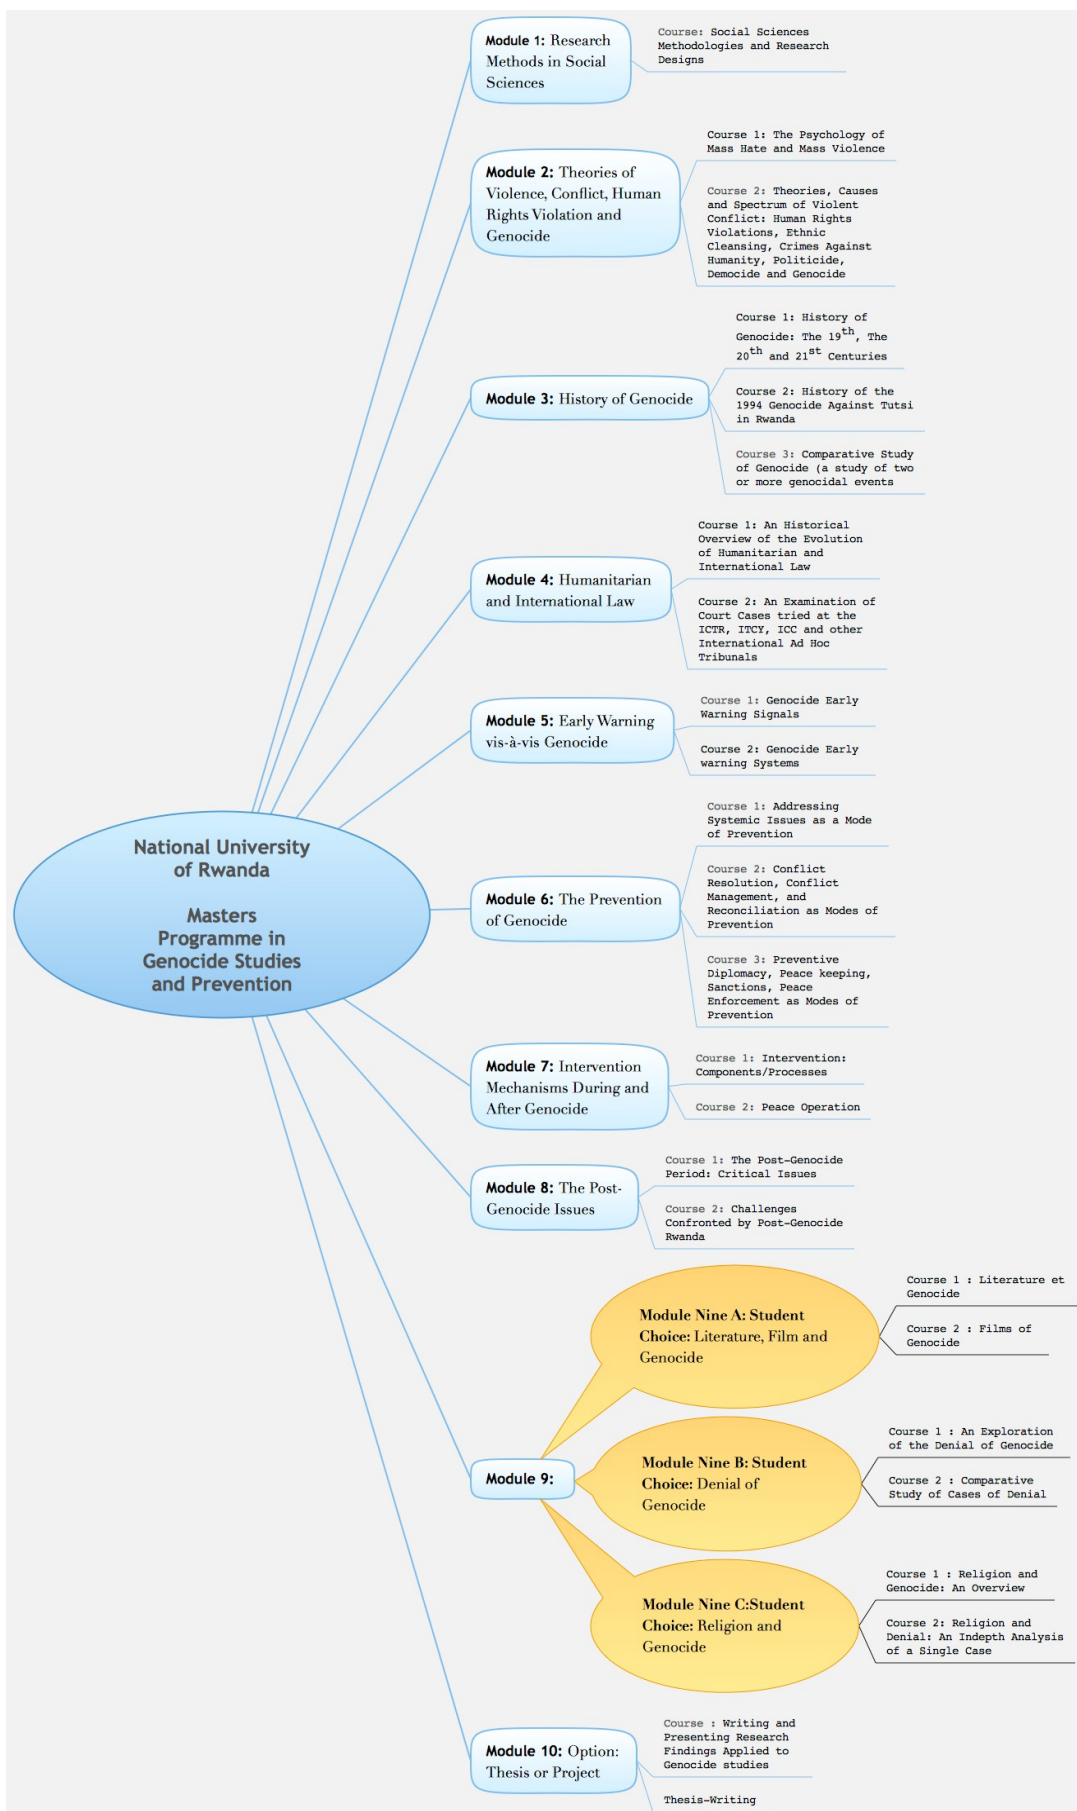 National University
of Rwanda
Masters
Programme in
Genocide Studies
and Prevention
Module 1: Research
Methods in Social
Sciences
Course: Social Sciences
Methodologies and Research
Designs
Module 2: Theories of
Violence, Conflict, Human
Rights Violation and
Genocide
Course 1: The Psychology of
Mass Hate and Mass Violence
Course 2: Theories, Causes
and Spectrum of Violent
Conflict: Human Rights
Violations, Ethnic
Cleansing, Crimes Against
Humanity, Politicide,
Democide and Genocide
Module 3: History of Genocide
Course 1: History of
Genocide: The 19th, The
20th and 21st Centuries
Course 2: History of the
1994 Genocide Against Tutsi
in Rwanda
Course 3: Comparative Study
of Genocide (a study of two
or more genocidal events
Module 4: Humanitarian
and International Law
Course 1: An Historical
Overview of the Evolution
of Humanitarian and
International Law
Course 2: An Examination of
Court Cases tried at the
ICTR, ITCY, ICC and other
International Ad Hoc
Tribunals
Module 5: Early Warning
vis-à-vis Genocide
Course 1: Genocide Early
Warning Signals
Course 2: Genocide Early
warning Systems
Module 6: The Prevention
of Genocide
Course 1: Addressing
Systemic Issues as a Mode
of Prevention
Course 2: Conflict
Resolution, Conflict
Management, and
Reconciliation as Modes of
Prevention
Course 3: Preventive
Diplomacy, Peace keeping,
Sanctions, Peace
Enforcement as Modes of
Prevention
Module 7: Intervention
Mechanisms During and
After Genocide
Course 1: Intervention:
Components/Processes
Course 2: Peace Operation
Module 8: The Post-
Genocide Issues
Course 1: The Post-Genocide
Period: Critical Issues
Course 2: Challenges
Confronted by Post-Genocide
Rwanda
Module 9:
Module Nine A: Student
Choice: Literature, Film and
Genocide
Course 1 : Literature et
Genocide
Course 2 : Films of
Genocide
Module Nine B: Student
Choice: Denial of
Genocide
Course 1 : An Exploration
of the Denial of Genocide
Course 2 : Comparative
Study of Cases of Denial
Module Nine C:Student
Choice: Religion and
Genocide
Course 1 : Religion and
Genocide: An Overview
Course 2: Religion and
Denial: An Indepth Analysis
of a Single Case
Module 10: Option:
Thesis or Project
Course : Writing and
Presenting Research
Findings Applied to
Genocide studies
Thesis-Writing